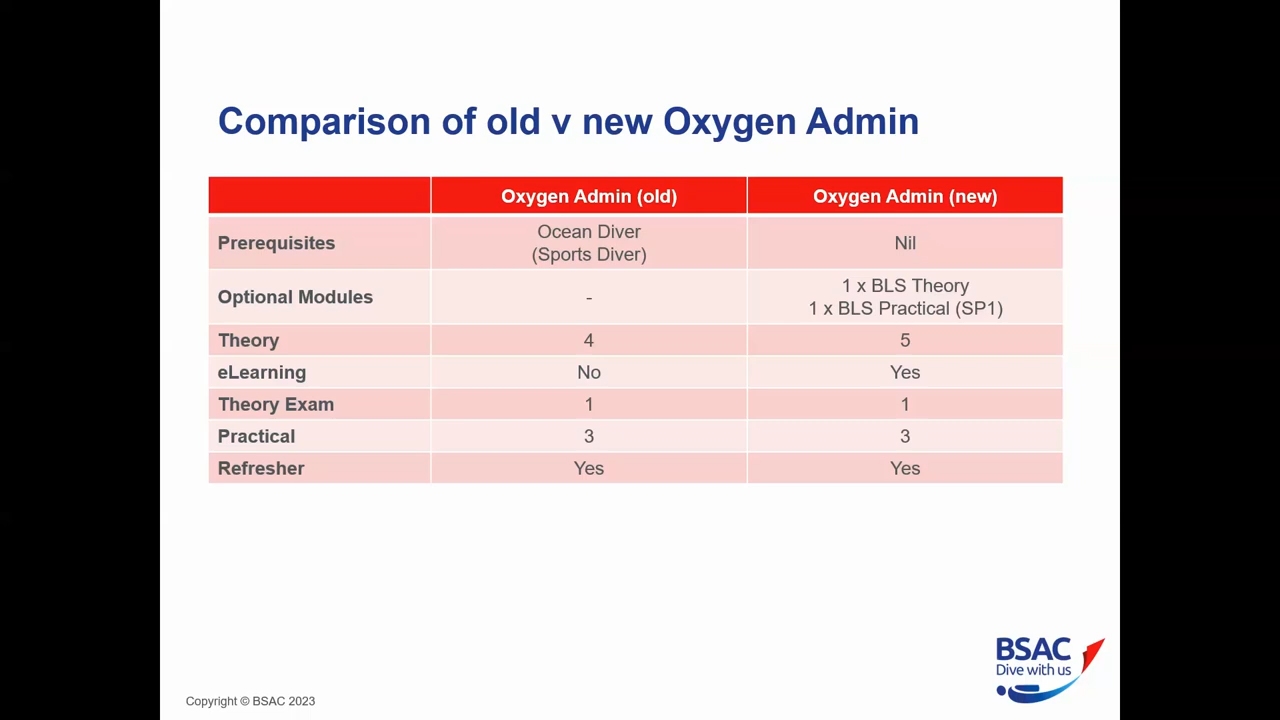 Comparison of old v new Oxygen Admin
Oxygen Admin (old) Oxygen Admin (new)
Prerequisites Ocean Diver (Sports Diver) Nil
Optional Modules - 1 x BLS Theory 1 x BLS Practical (SP1)
Theory 4 5
eLearning No Yes
Theory Exam 1 1
Practical 3 3
Refresher Yes Yes
BSAC
Dive with us
Copyright © BSAC 2023